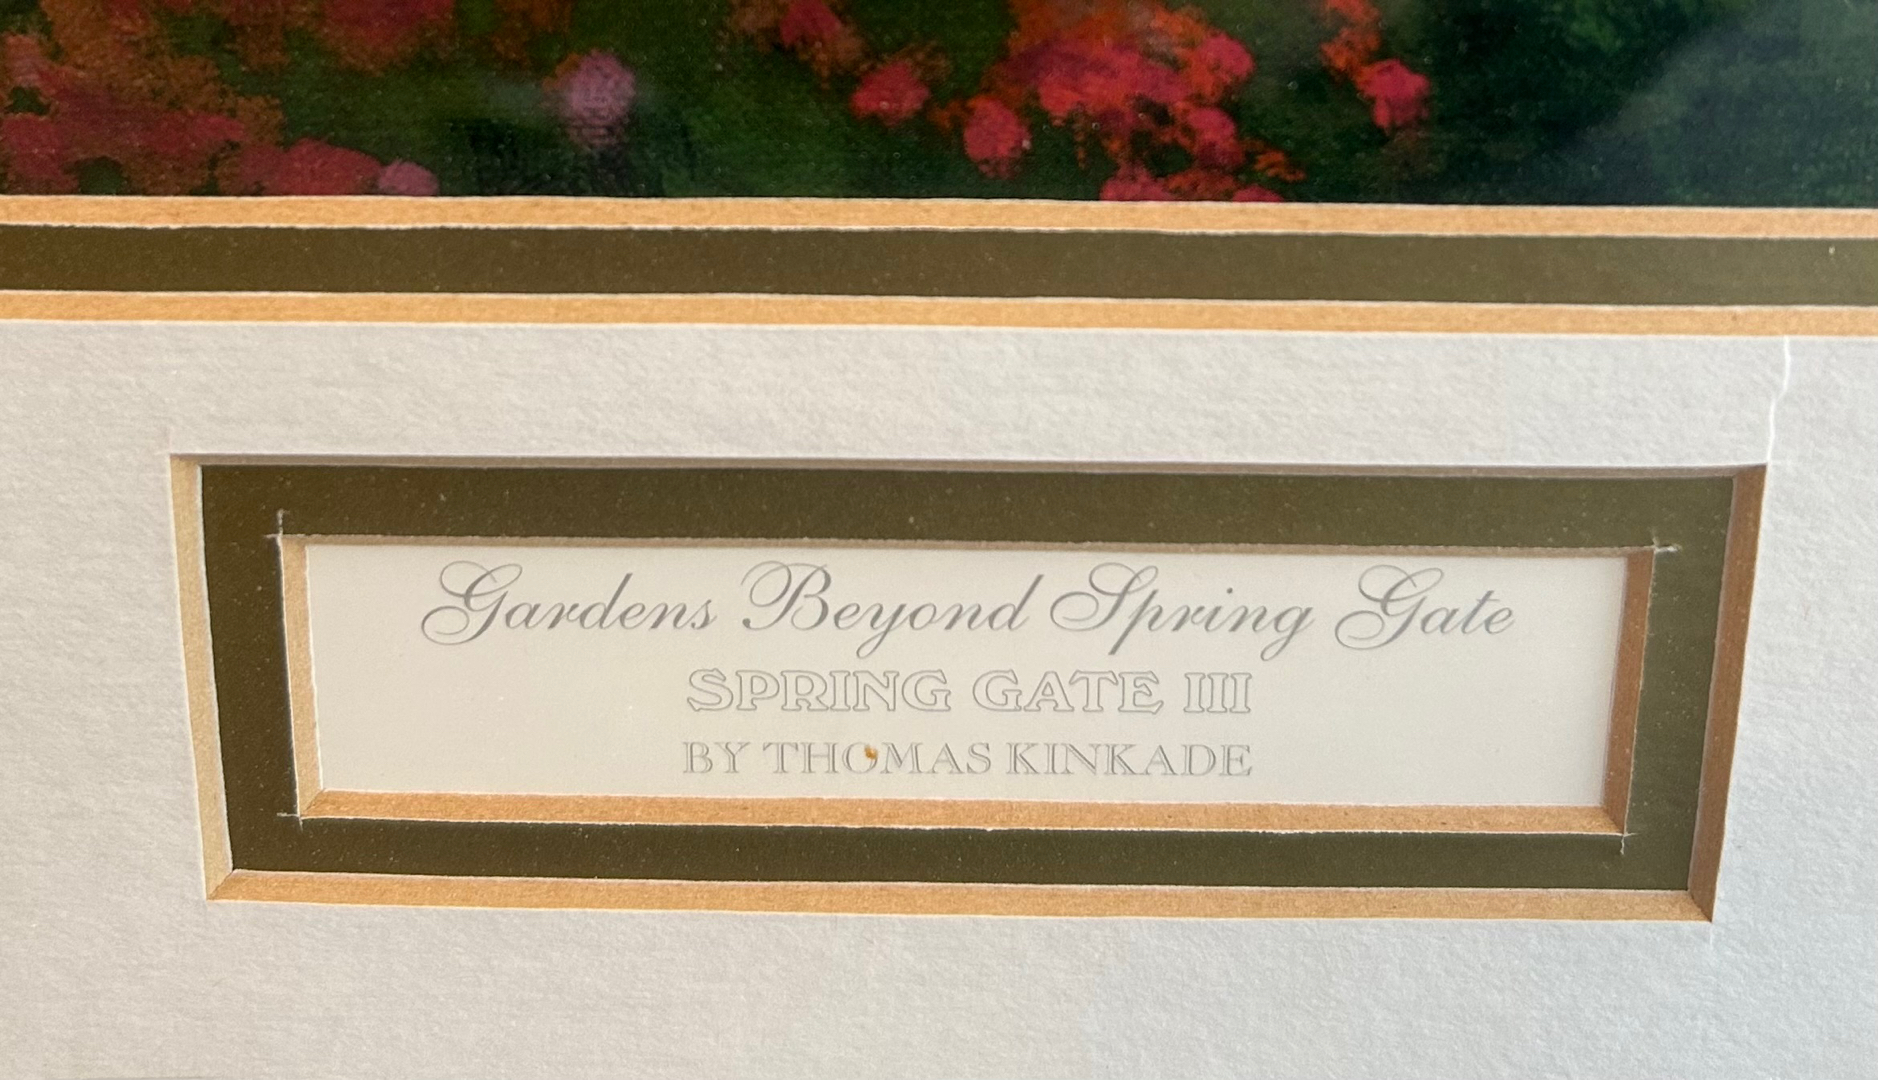 Gardens Beyond Spring Gate
SPRING GATE III
BY THOMAS KINKADE